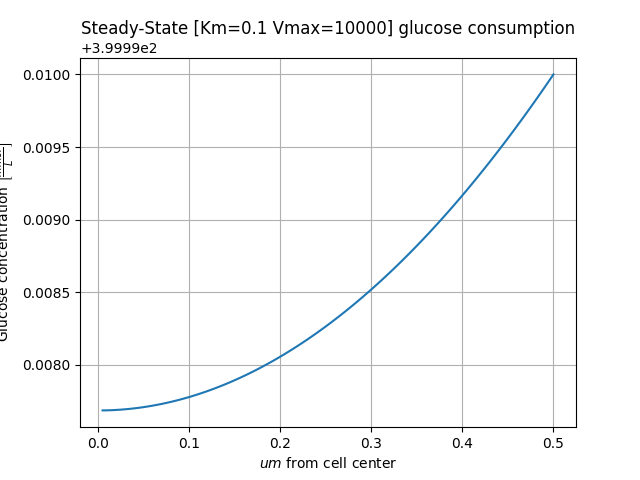 Steady-State [Km=0.1 Vmax=10000] glucose consumption
+3.9999e2
0.0100
0.0095
0.0090
0.0085
0.0080
Glucose concentration
0.0 0.1 0.2 0.3 0.4 0.5
um from cell center